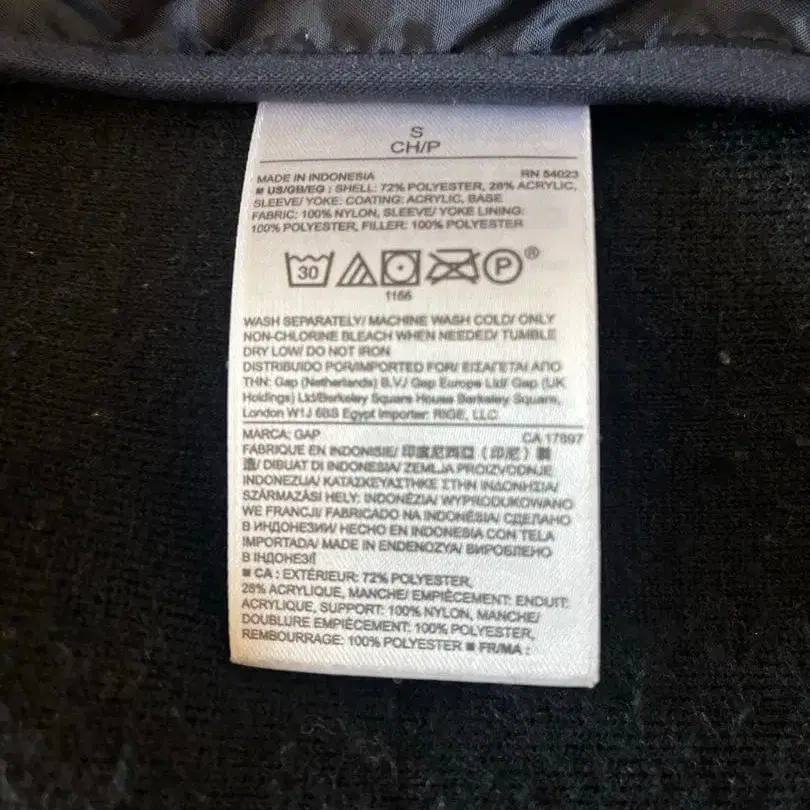 S
CH/P
MADE IN INDONESIA RN 54023
■ US/GB/EG : SHELL: 72% POLYESTER, 28% ACRYLIC,
SLEEVE/ YOKE: COATING: ACRYLIC, BASE
FABRIC: 100% NYLON, SLEEVE/ YOKE LINING:
100% POLYESTER, FILLER: 100% POLYESTER
30 P ®
1166
WASH SEPARATELY/ MACHINE WASH COLD/ ONLY
NON-CHLORINE BLEACH WHEN NEEDED/ TUMBLE
DRY LOW/ DO NOT IRON
DISTRIBUIDO POR/IMPORTED FOR/ ΕΙΣΑΓΕΤΑΙ ΑΠΟ
ΤΗΝ: Gap (Netherlands) B.V./ Gap Europe Ltd/ Gap (UK
Holdings) Ltd/Berkeley Square House Berkeley Square,
London W1J 6BS Egypt Importer: RIGE, LLC
MARCA: GAP CA 17897
FABRIQUÉ EN INDONÉSIE/ 印度尼西亞（印尼）製
造/ DIBUAT DI INDONESIA/ ZEMLJA PROIZVODNJE
INDONEZIJA/ ΚΑΤΑΣΚΕΥΑΣΤΗΚΕ ΣΤΗΝ ΙΝΔΟΝΗΣΙΑ/
SZÁRMAZÁSI HELY: INDONÉZIA/ WYPRODUKOWANO
WE FRANCJI/ FABRICADO NA INDONÉSIA/ СДЕЛАНО
В ИНДОНЕЗИИ/ HECHO EN INDONESIA CON TELA
IMPORTADA/ MADE IN ENDENOZYA/ ВИРОБЛЕНО
В ІНДОНЕЗІЇ
■ CA : EXTÉRIEUR: 72% POLYESTER,
28% ACRYLIQUE, MANCHE/ EMPIÈCEMENT: ENDUIT:
ACRYLIQUE, SUPPORT: 100% NYLON, MANCHE/
DOUBLURE EMPIÈCEMENT: 100% POLYESTER,
REMBOURRAGE: 100% POLYESTER ■ FR/MA :